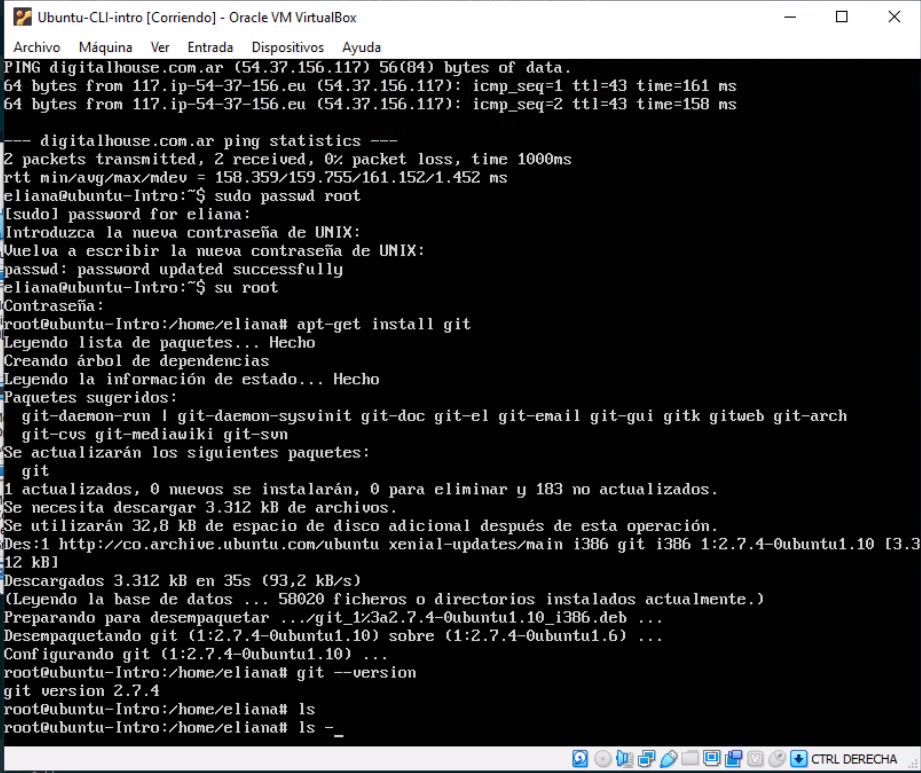 Ubuntu-CLI-intro [Corriendo] - Oracle VM VirtualBox
Archivo Máquina Ver Entrada Dispositivos Ayuda
PING digitalhouse.com.ar (54.37.156.117) 56(84) bytes of data.
64 bytes from 117.ip-54-37-156.eu (54.37.156.117): icmp_seq=1 ttl=43 time=161 ms
64 bytes from 117.ip-54-37-156.eu (54.37.156.117): icmp_seq=2 ttl=43 time=158 ms
--- digitalhouse.com.ar ping statistics ---
2 packets transmitted, 2 received, 0% packet loss, time 1000ms
rtt min/avg/max/mdev = 158.359/159.755/161.152/1.452 ms
eliana@ubuntu-Intro:~$ sudo passwd root
[sudo] password for eliana:
Introduzca la nueva contraseña de UNIX:
Vuelva a escribir la nueva contraseña de UNIX:
passwd: password updated successfully
eliana@ubuntu-Intro:~$ su root
Contraseña:
root@ubuntu-Intro:/home/eliana# apt-get install git
Leyendo lista de paquetes... Hecho
Creando árbol de dependencias
Leyendo la información de estado... Hecho
Paquetes sugeridos:
git-daemon-run | git-daemon-sysvinit git-doc git-el git-email git-gui gitk gitweb git-arch
git-cvs git-mediawiki git-svn
Se actualizarán los siguientes paquetes:
git
1 actualizados, 0 nuevos se instalarán, 0 para eliminar y 183 no actualizados.
Se necesita descargar 3.312 kB de archivos.
Se utilizarán 32,8 kB de espacio de disco adicional después de esta operación.
Des:1 http://co.archive.ubuntu.com/ubuntu xenial-updates/main i386 git i386 1:2.7.4-0ubuntu1.10 [3.3
12 kB]
Descargados 3.312 kB en 35s (93,2 kB/s)
(Leyendo la base de datos ... 58020 ficheros o directorios instalados actualmente.)
Preparando para desempaquetar .../git_1%3a2.7.4-0ubuntu1.10_i386.deb ...
Desempaquetando git (1:2.7.4-0ubuntu1.10) sobre (1:2.7.4-0ubuntu1.6) ...
Configurando git (1:2.7.4-0ubuntu1.10) ...
root@ubuntu-Intro:/home/eliana# git --version
git version 2.7.4
root@ubuntu-Intro:/home/eliana# ls
root@ubuntu-Intro:/home/eliana# ls -_
CTRL DERECHA